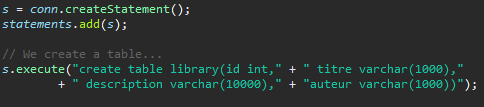 s = conn.createStatement();
statements.add(s);
// We create a table...
s.execute("create table library(id int," + " titre varchar(1000),"
+ " description varchar(10000)," + "auteur varchar(1000))");